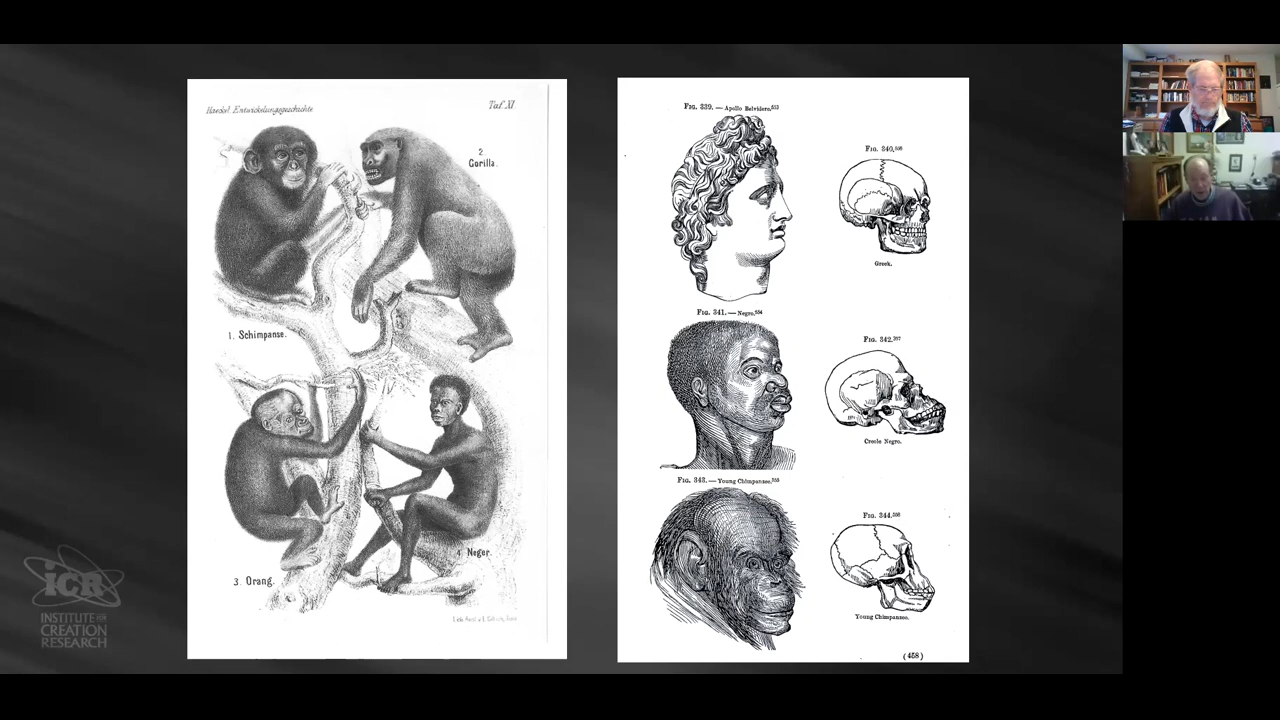 Haeckel. Entwickelungsgeschichte
Taf. XI
2
Gorilla.
1. Schimpanse.
4. Neger.
3. Orang.
FIG. 339. — Apollo Belvidere.
FIG. 340.
Greek.
FIG. 341. — Negro.
FIG. 342.
Creole Negro.
FIG. 343. — Young Chimpanzee.
FIG. 344.
Young Chimpanzee.
(458)
iCR
INSTITUTE FOR
CREATION
RESEARCH